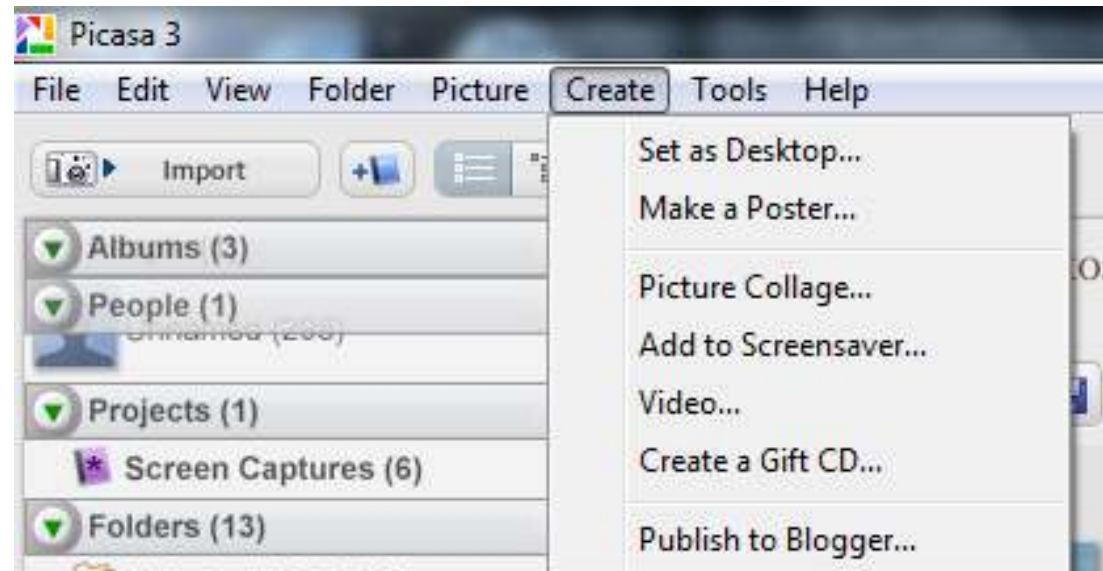 Picasa 3
File Edit View Folder Picture Create Tools Help
Import
Albums (3)
People (1)
Projects (1)
Screen Captures (6)
Folders (13)
Set as Desktop...
Make a Poster...
Picture Collage...
Add to Screensaver...
Video...
Create a Gift CD...
Publish to Blogger...